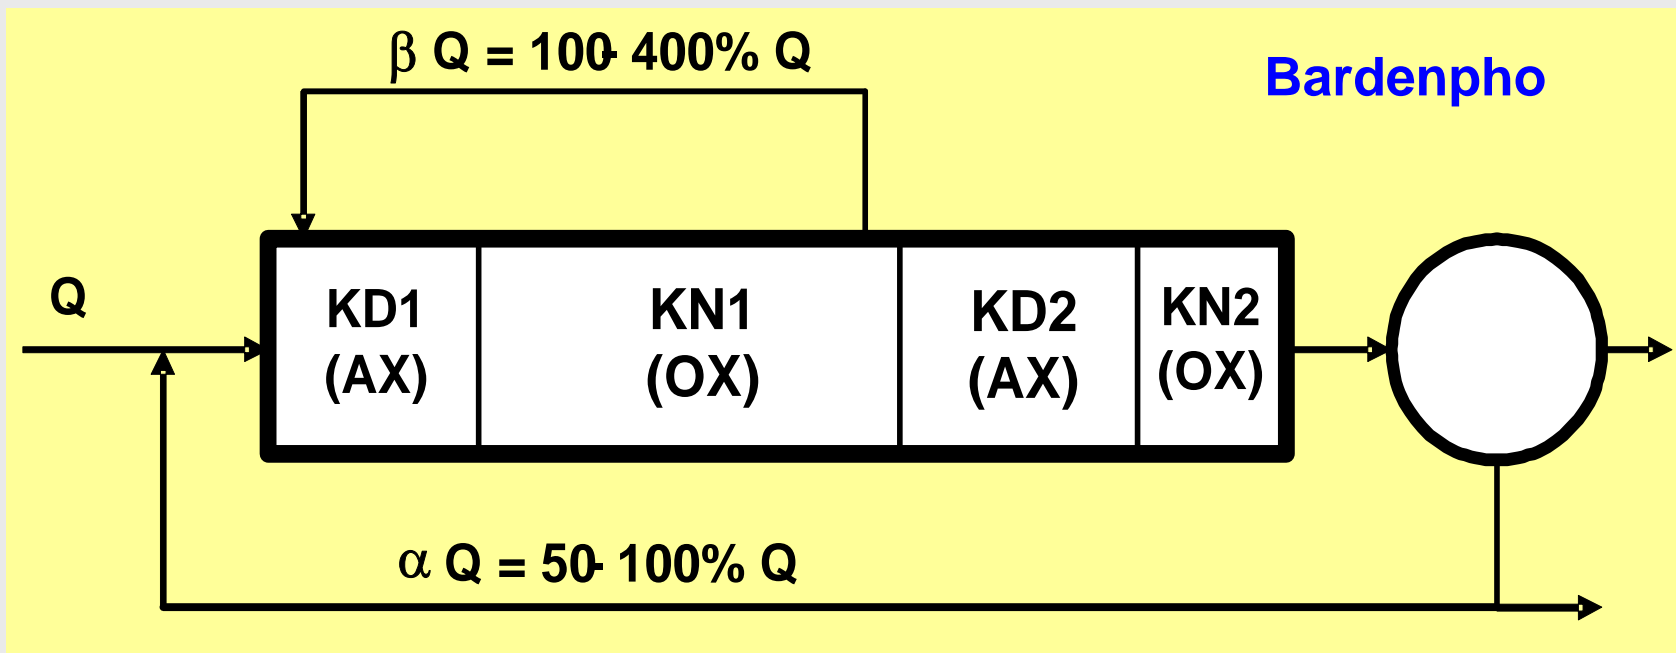 β Q = 100- 400% Q
Bardenpho
Q
KD1
(AX)
KN1
(OX)
KD2
(AX)
KN2
(OX)
α Q = 50- 100% Q